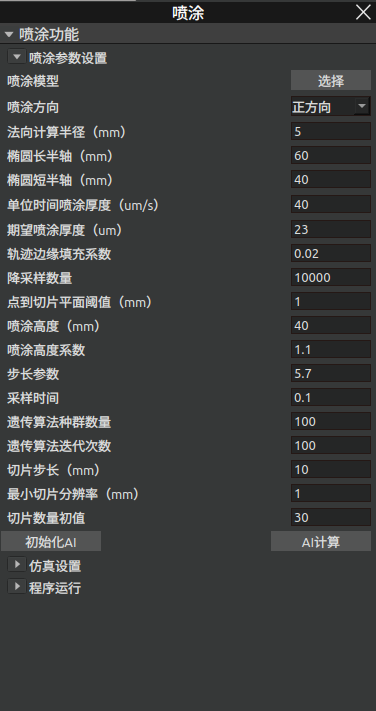 喷涂
喷涂功能
喷涂参数设置
喷涂模型 选择
喷涂方向 正方向
法向计算半径（mm） 5
椭圆长半轴（mm） 60
椭圆短半轴（mm） 40
单位时间喷涂厚度（um/s） 40
期望喷涂厚度（um） 23
轨迹边缘填充系数 0.02
降采样数量 10000
点到切片平面阈值（mm） 1
喷涂高度（mm） 40
喷涂高度系数 1.1
步长参数 5.7
采样时间 0.1
遗传算法种群数量 100
遗传算法迭代次数 100
切片步长（mm） 10
最小切片分辨率（mm） 1
切片数量初值 30
初始化AI AI计算
仿真设置
程序运行